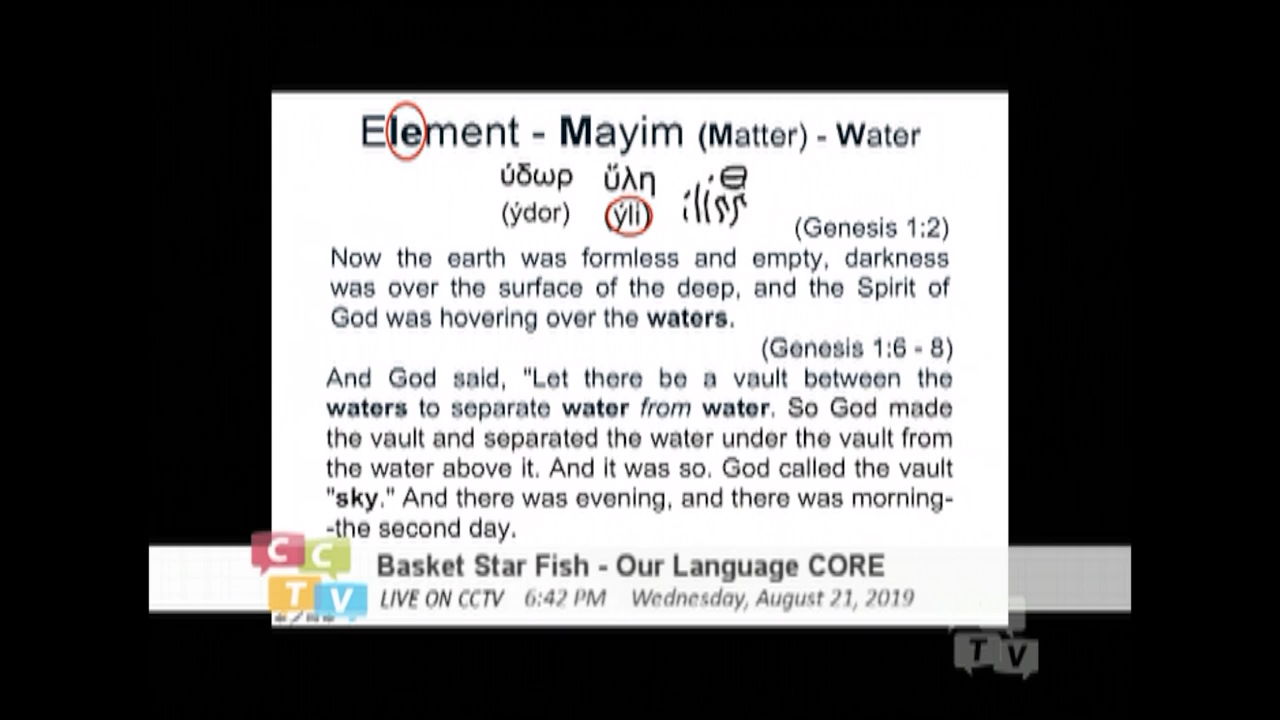 Element - Mayim (Matter) - Water
ύδωρ ὕλη
(ýdor) (ýli)
(Genesis 1:2)
Now the earth was formless and empty, darkness
was over the surface of the deep, and the Spirit of
God was hovering over the waters.
(Genesis 1:6 - 8)
And God said, "Let there be a vault between the
waters to separate water from water. So God made
the vault and separated the water under the vault from
the water above it. And it was so. God called the vault
"sky." And there was evening, and there was morning-
-the second day.
CCTV
Basket Star Fish - Our Language CORE
LIVE ON CCTV 6:42 PM Wednesday, August 21, 2019
TV